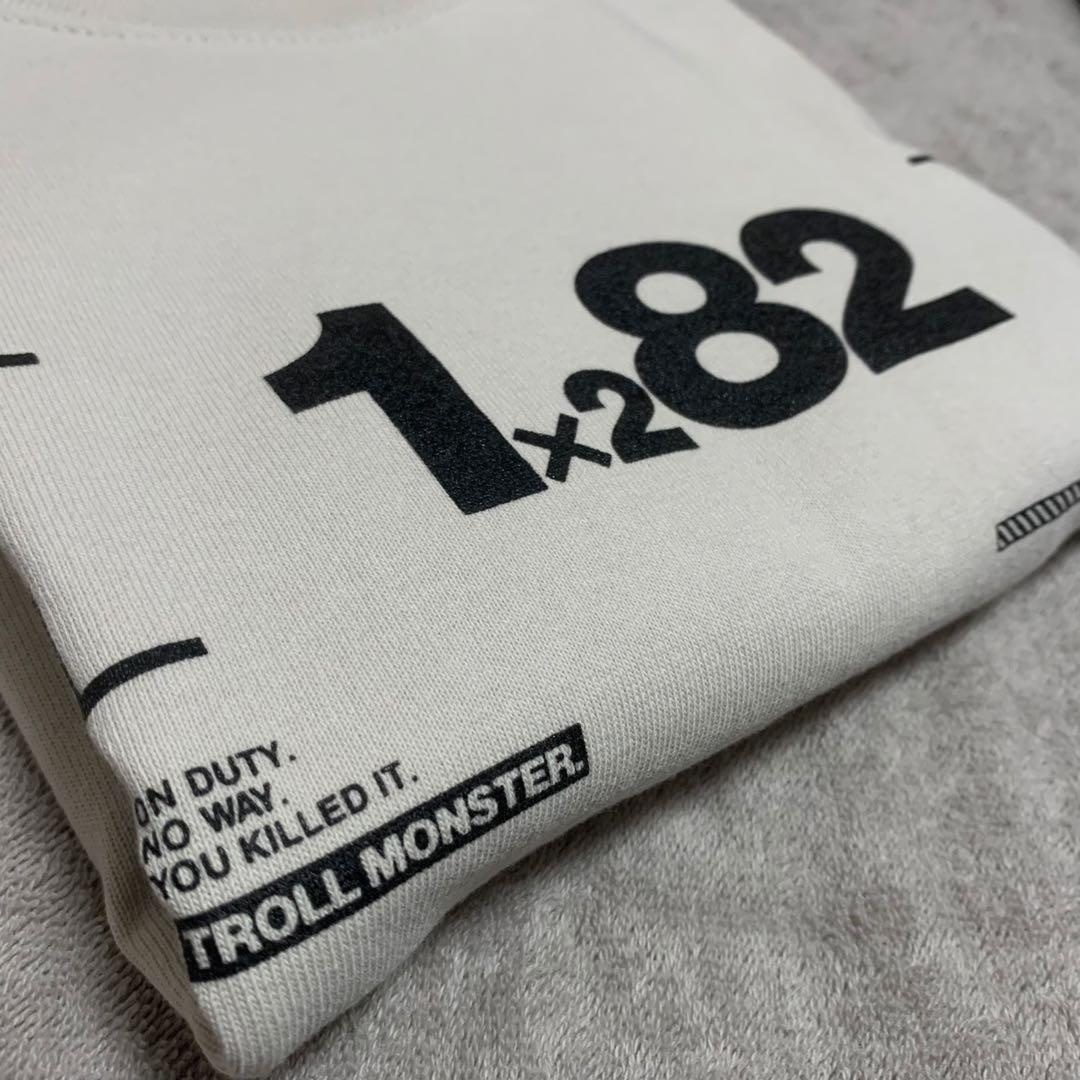 1x282
ON DUTY.
NO WAY.
YOU KILLED IT.
TROLL MONSTER.